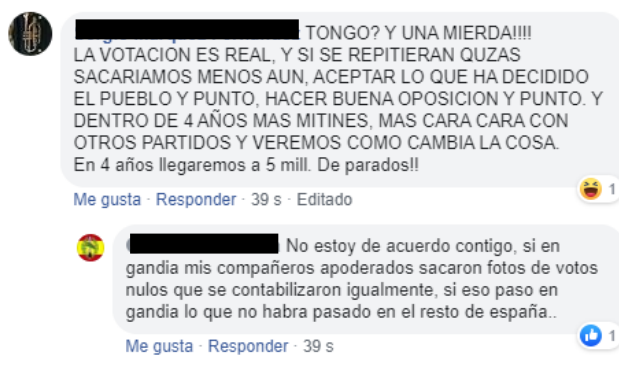 TONGO? Y UNA MIERDA!!!!
LA VOTACION ES REAL, Y SI SE REPITIERAN QUZAS
SACARIAMOS MENOS AUN, ACEPTAR LO QUE HA DECIDIDO
EL PUEBLO Y PUNTO, HACER BUENA OPOSICION Y PUNTO. Y
DENTRO DE 4 AÑOS MAS MITINES, MAS CARA CARA CON
OTROS PARTIDOS Y VEREMOS COMO CAMBIA LA COSA.
En 4 años llegaremos a 5 mill. De parados!!
1
Me gusta · Responder · 39 s · Editado
No estoy de acuerdo contigo, si en
gandia mis compañeros apoderados sacaron fotos de votos
nulos que se contabilizaron igualmente, si eso paso en
gandia lo que no habra pasado en el resto de españa..
1
Me gusta · Responder · 39 s